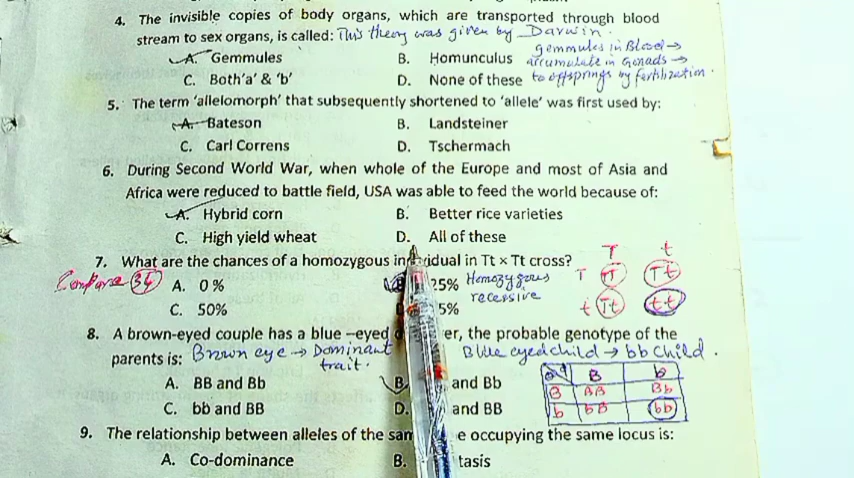 4. The invisible copies of body organs, which are transported through blood
stream to sex organs, is called: This theory was given by Darwin.
A. Gemmules B. Homunculus gemmules in Blood → accumulate in Gonads →
C. Both 'a' & 'b' D. None of these to offsprings by fertilization.
5. The term 'allelomorph' that subsequently shortened to 'allele' was first used by:
A. Bateson B. Landsteiner
C. Carl Correns D. Tschermach
6. During Second World War, when whole of the Europe and most of Asia and
Africa were reduced to battle field, USA was able to feed the world because of:
A. Hybrid corn B. Better rice varieties
C. High yield wheat D. All of these
7. What are the chances of a homozygous in idual in Tt × Tt cross? T t
Compare 34 A. 0 % 25% Homozygous recessive T TT Tt
C. 50% 5% t Tt tt
8. A brown-eyed couple has a blue –eyed er, the probable genotype of the
parents is: Brown eye → Dominant trait. Blue eyed child → bb child.
A. BB and Bb B. and Bb B b
C. bb and BB D. and BB B BB Bb
b bB bb
9. The relationship between alleles of the sam e occupying the same locus is:
A. Co-dominance B. tasis